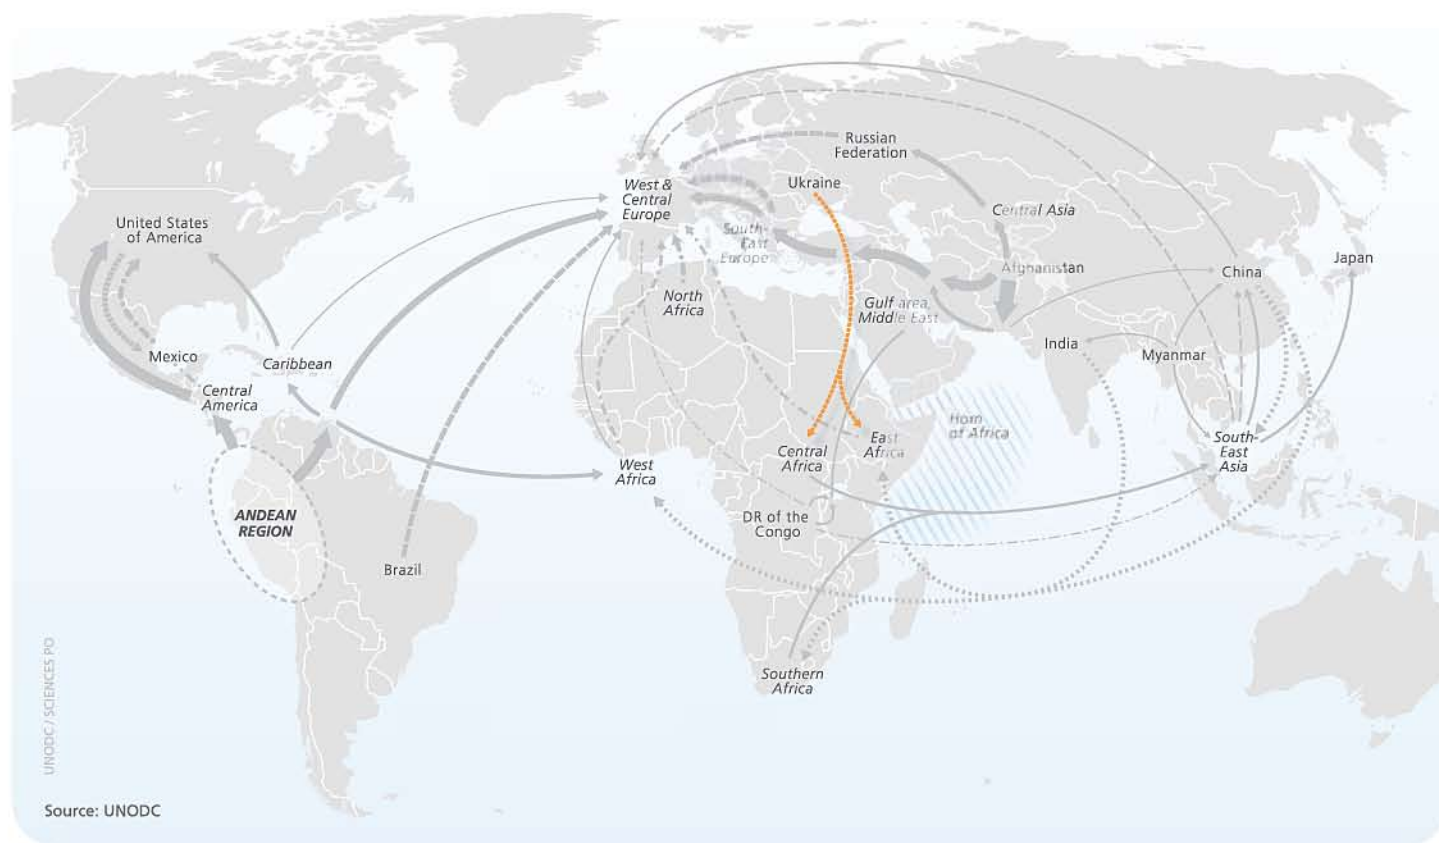 Russian
Federation
West &
Central
Europe
Ukraine
United States
of America
Central Asia
South-
East
Europe
Japan
Afghanistan
China
North
Africa
Gulf area,
Middle East
India
Mexico
Caribbean
Myanmar
Central
America
Horn
of Africa
East
Africa
Central
Africa
South-
East
Asia
West
Africa
ANDEAN
REGION
DR of the
Congo
Brazil
Southern
Africa
UNODC / SCIENCES PO
Source: UNODC